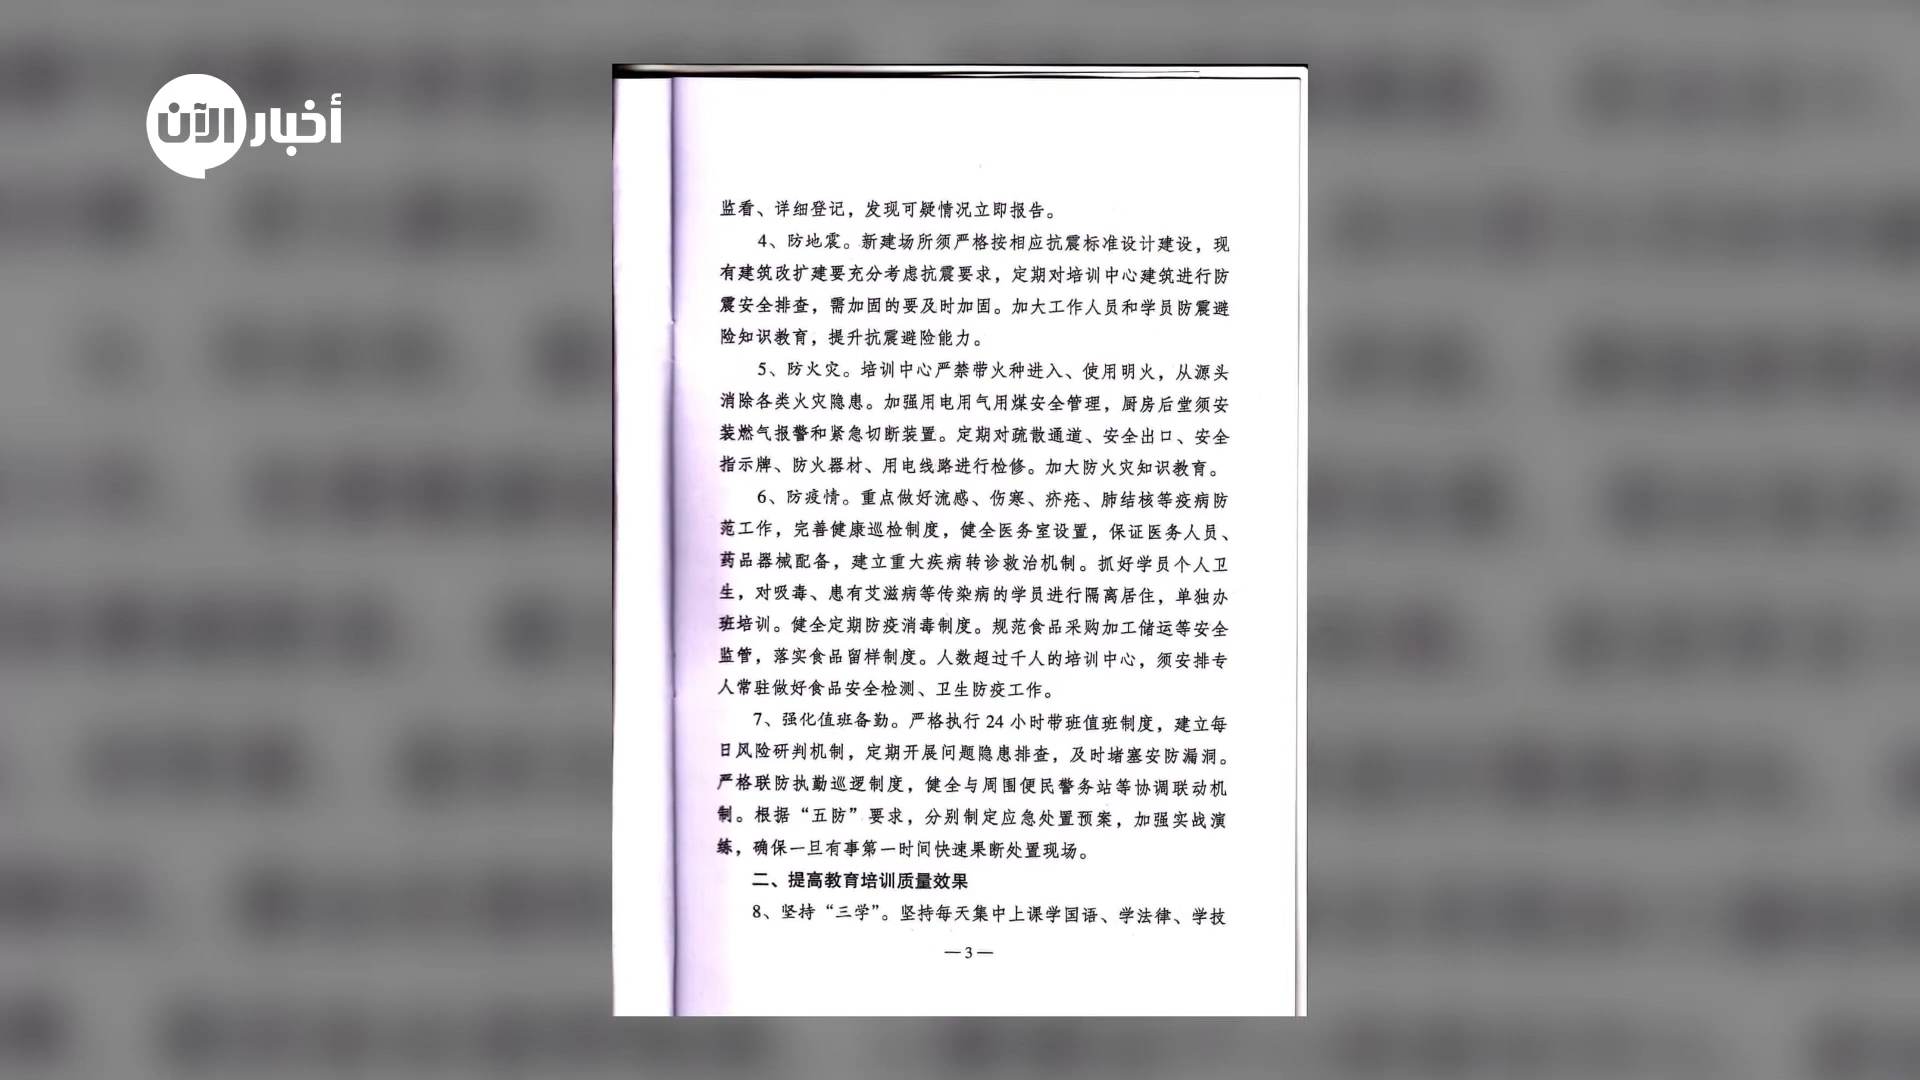 أخبار الآن
监看、详细登记，发现可疑情况立即报告。
4、防地震。新建场所须严格按相应抗震标准设计建设，现
有建筑改扩建要充分考虑抗震要求，定期对培训中心建筑进行防
震安全排查，需加固的要及时加固。加大工作人员和学员防震避
险知识教育，提升抗震避险能力。
5、防火灾。培训中心严禁带火种进入、使用明火，从源头
消除各类火灾隐患。加强用电用气用煤安全管理，厨房后堂须安
装燃气报警和紧急切断装置。定期对疏散通道、安全出口、安全
指示牌、防火器材、用电线路进行检修。加大防火灾知识教育。
6、防疫情。重点做好流感、伤寒、疥疮、肺结核等疫病防
范工作，完善健康巡检制度，健全医务室设置，保证医务人员、
药品器械配备，建立重大疾病转诊救治机制。抓好学员个人卫
生，对吸毒、患有艾滋病等传染病的学员进行隔离居住，单独办
班培训。健全定期防疫消毒制度。规范食品采购加工储运等安全
监管，落实食品留样制度。人数超过千人的培训中心，须安排专
人常驻做好食品安全检测、卫生防疫工作。
7、强化值班备勤。严格执行 24 小时带班值班制度，建立每
日风险研判机制，定期开展问题隐患排查，及时堵塞安防漏洞。
严格联防执勤巡逻制度，健全与周围便民警务站等协调联动机
制。根据“五防”要求，分别制定应急处置预案，加强实战演
练，确保一旦有事第一时间快速果断处置现场。
二、提高教育培训质量效果
8、坚持“三学”。坚持每天集中上课学国语、学法律、学技
— 3 —